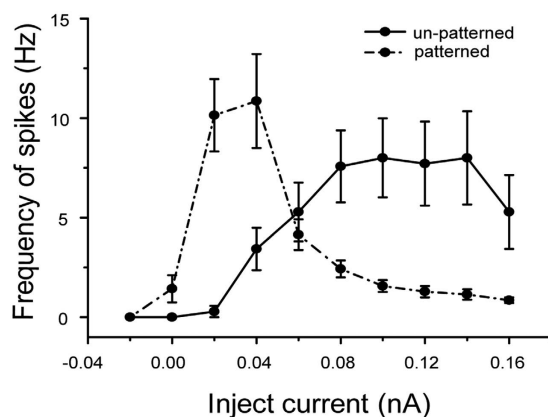 15
10
5
0
Frequency of spikes (Hz)
un-patterned
patterned
-0.04 0.00 0.04 0.08 0.12 0.16
Inject current (nA)